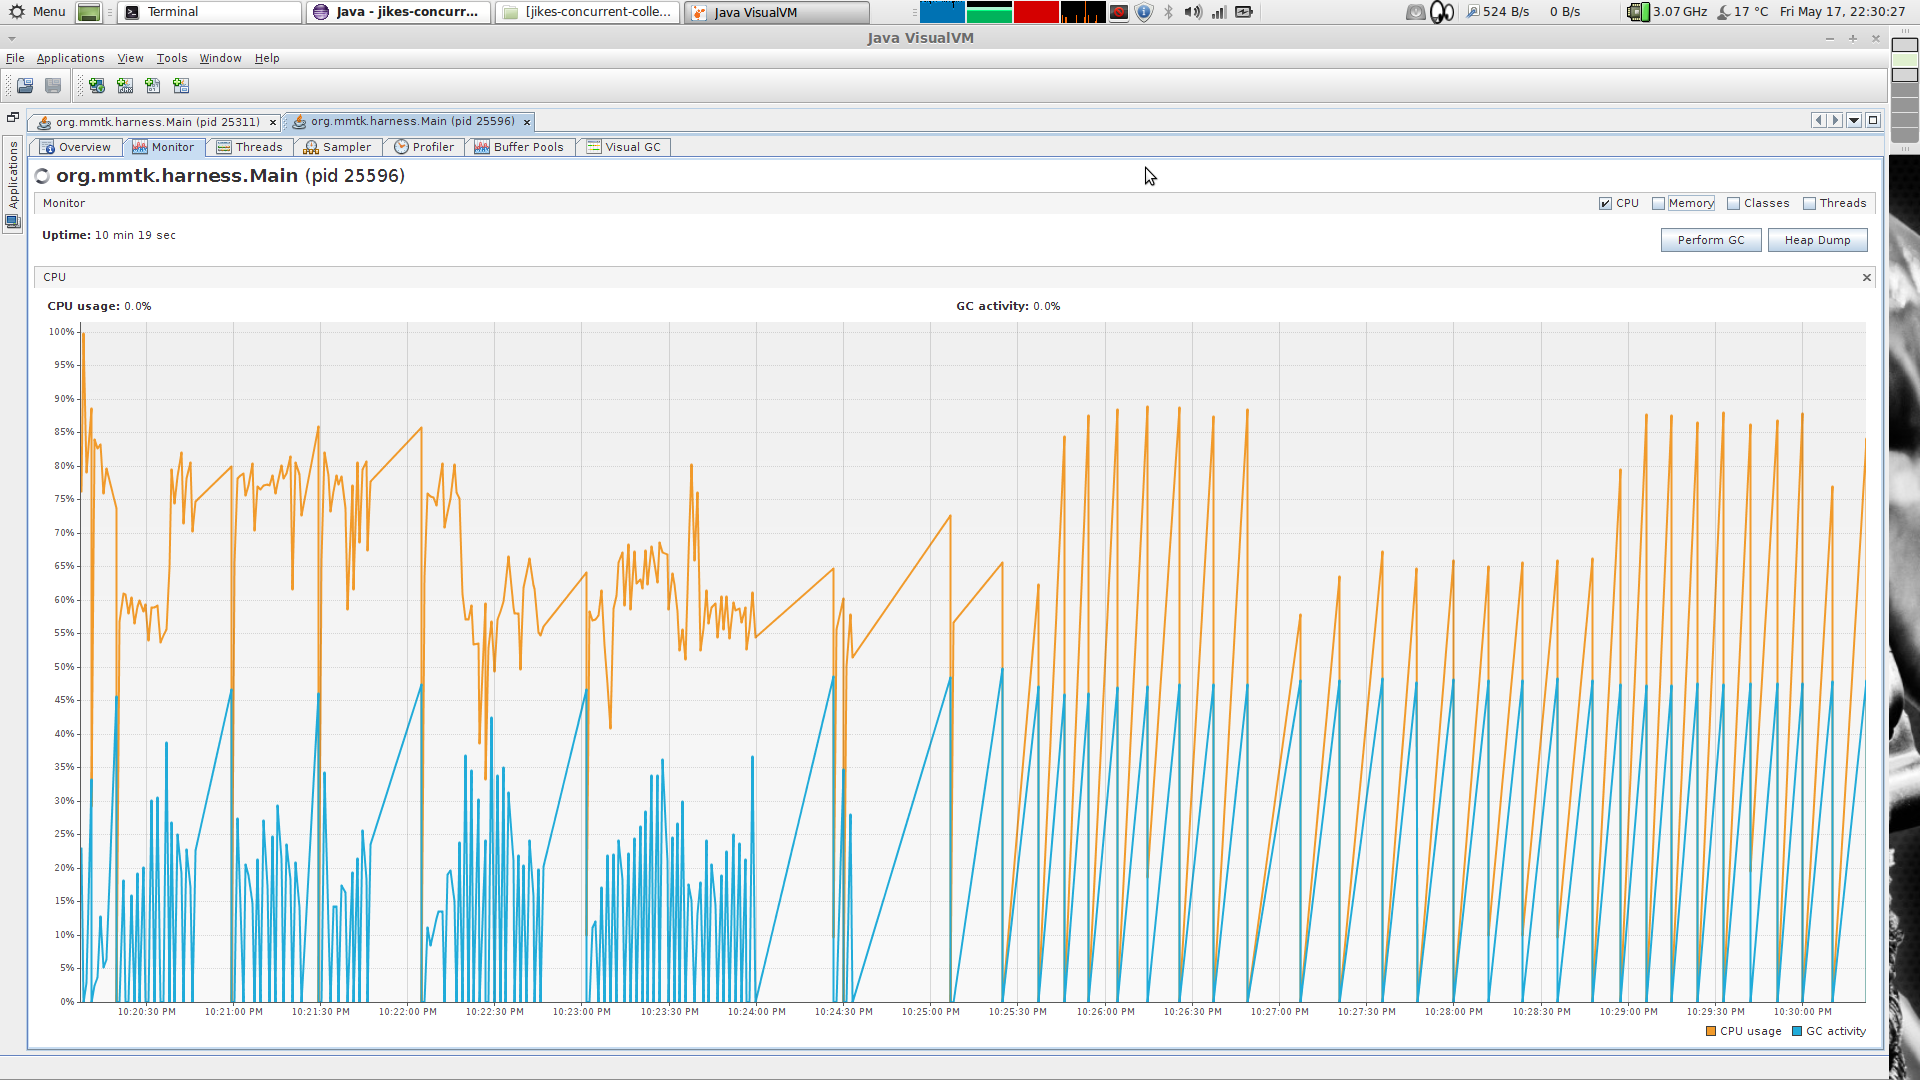 Menu Terminal Java - jikes-concurr... [jikes-concurrent-colle... Java VisualVM 524 B/s 0 B/s 3.07 GHz 17 °C Fri May 17, 22:30:27
Java VisualVM
File Applications View Tools Window Help
org.mmtk.harness.Main (pid 25311) org.mmtk.harness.Main (pid 25596)
Overview Monitor Threads Sampler Profiler Buffer Pools Visual GC
Applications
org.mmtk.harness.Main (pid 25596)
Monitor CPU Memory Classes Threads
Uptime: 10 min 19 sec Perform GC Heap Dump
CPU
CPU usage: 0.0% GC activity: 0.0%
100%
95%
90%
85%
80%
75%
70%
65%
60%
55%
50%
45%
40%
35%
30%
25%
20%
15%
10%
5%
0%
10:20:30 PM 10:21:00 PM 10:21:30 PM 10:22:00 PM 10:22:30 PM 10:23:00 PM 10:23:30 PM 10:24:00 PM 10:24:30 PM 10:25:00 PM 10:25:30 PM 10:26:00 PM 10:26:30 PM 10:27:00 PM 10:27:30 PM 10:28:00 PM 10:28:30 PM 10:29:00 PM 10:29:30 PM 10:30:00 PM
CPU usage GC activity